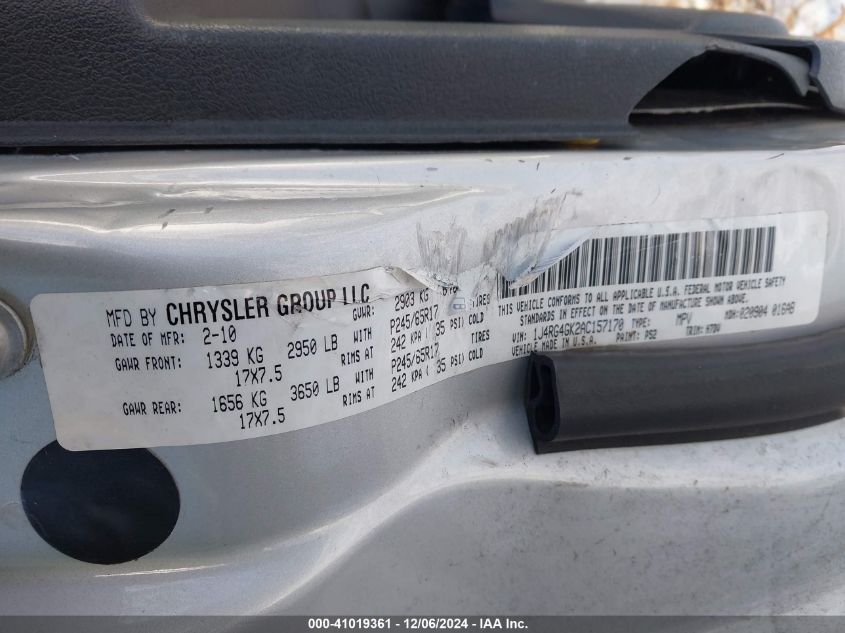 MFD BY CHRYSLER GROUP LLC
DATE OF MFR: 2-10 GVWR: 2903 KG
GAWR FRONT: 1339 KG 2950 LB WITH P245/65R17 TIRES
17X7.5 RIMS AT 242 KPA ( 35 PSI) COLD
GAWR REAR: 1656 KG 3650 LB WITH P245/65R17 TIRES
17X7.5 RIMS AT 242 KPA ( 35 PSI) COLD
THIS VEHICLE CONFORMS TO ALL APPLICABLE U.S.A. FEDERAL MOTOR VEHICLE SAFETY
STANDARDS IN EFFECT ON THE DATE OF MANUFACTURE SHOWN ABOVE.
VIN: 1J4RG4GK2AC157170 TYPE: MPV MDH: 020904 016AB
VEHICLE MADE IN U.S.A. PAINT: PS2 TRIM:
000-41019361 - 12/06/2024 - IAA Inc.